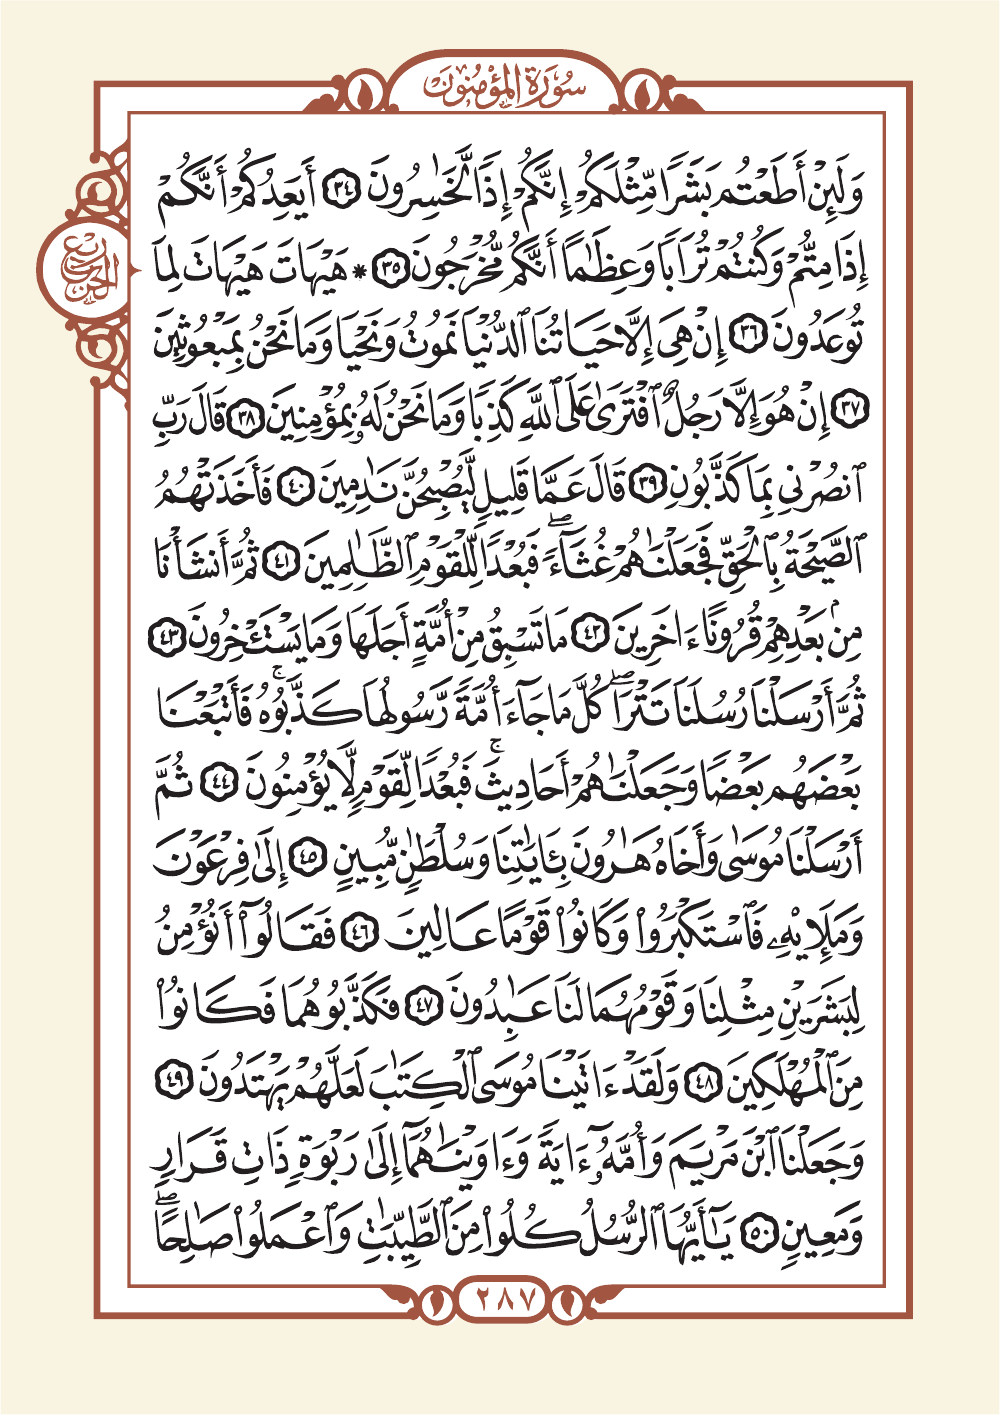 سُورَةُ المُؤْمِنُونَ
وَلَئِنْ أَطَعْتُم بَشَرًا مِّثْلَكُمْ إِنَّكُمْ إِذًا لَّخَٰسِرُونَ ٣٤ أَيَعِدُكُمْ أَنَّكُمْ
إِذَا مِتُّمْ وَكُنتُمْ تُرَابًا وَعِظَٰمًا أَنَّكُم مُّخْرَجُونَ ٣٥ * هَيْهَاتَ هَيْهَاتَ لِمَا
تُوعَدُونَ ٣٦ إِنْ هِىَ إِلَّا حَيَاتُنَا ٱلدُّنْيَا نَمُوتُ وَنَحْيَا وَمَا نَحْنُ بِمَبْعُوثِينَ
٣٧ إِنْ هُوَ إِلَّا رَجُلٌ ٱفْتَرَىٰ عَلَى ٱللَّهِ كَذِبًا وَمَا نَحْنُ لَهُۥ بِمُؤْمِنِينَ ٣٨ قَالَ رَبِّ
ٱنصُرْنِى بِمَا كَذَّبُونِ ٣٩ قَالَ عَمَّا قَلِيلٍ لَّيُصْبِحُنَّ نَٰدِمِينَ ٤٠ فَأَخَذَتْهُمُ
ٱلصَّيْحَةُ بِٱلْحَقِّ فَجَعَلْنَٰهُمْ غُثَآءً ۖ فَبُعْدًا لِّلْقَوْمِ ٱلظَّٰلِمِينَ ٤١ ثُمَّ أَنشَأْنَا
مِنۢ بَعْدِهِمْ قُرُونًا ءَاخَرِينَ ٤٢ مَا تَسْبِقُ مِنْ أُمَّةٍ أَجَلَهَا وَمَا يَسْتَـْٔخِرُونَ ٤٣
ثُمَّ أَرْسَلْنَا رُسُلَنَا تَتْرَا ۖ كُلَّ مَا جَآءَ أُمَّةً رَّسُولُهَا كَذَّبُوهُ ۚ فَأَتْبَعْنَا
بَعْضَهُم بَعْضًا وَجَعَلْنَٰهُمْ أَحَادِيثَ ۚ فَبُعْدًا لِّقَوْمٍ لَّا يُؤْمِنُونَ ٤٤ ثُمَّ
أَرْسَلْنَا مُوسَىٰ وَأَخَاهُ هَٰرُونَ بِـَٔايَٰتِنَا وَسُلْطَٰنٍ مُّبِينٍ ٤٥ إِلَىٰ فِرْعَوْنَ
وَمَلَإِي۟هِۦ فَٱسْتَكْبَرُوا۟ وَكَانُوا۟ قَوْمًا عَالِينَ ٤٦ فَقَالُوٓا۟ أَنُؤْمِنُ
لِبَشَرَيْنِ مِثْلِنَا وَقَوْمُهُمَا لَنَا عَٰبِدُونَ ٤٧ فَكَذَّبُوهُمَا فَكَانُوا۟
مِنَ ٱلْمُهْلَكِينَ ٤٨ وَلَقَدْ ءَاتَيْنَا مُوسَى ٱلْكِتَٰبَ لَعَلَّهُمْ يَهْتَدُونَ ٤٩
وَجَعَلْنَا ٱبْنَ مَرْيَمَ وَأُمَّهُۥٓ ءَايَةً وَءَاوَيْنَٰهُمَآ إِلَىٰ رَبْوَةٍ ذَاتِ قَرَارٍ
وَمَعِينٍ ٥٠ يَٰٓأَيُّهَا ٱلرُّسُلُ كُلُوا۟ مِنَ ٱلطَّيِّبَٰتِ وَٱعْمَلُوا۟ صَٰلِحًا ۖ
ربع الحزب
٢٨٧